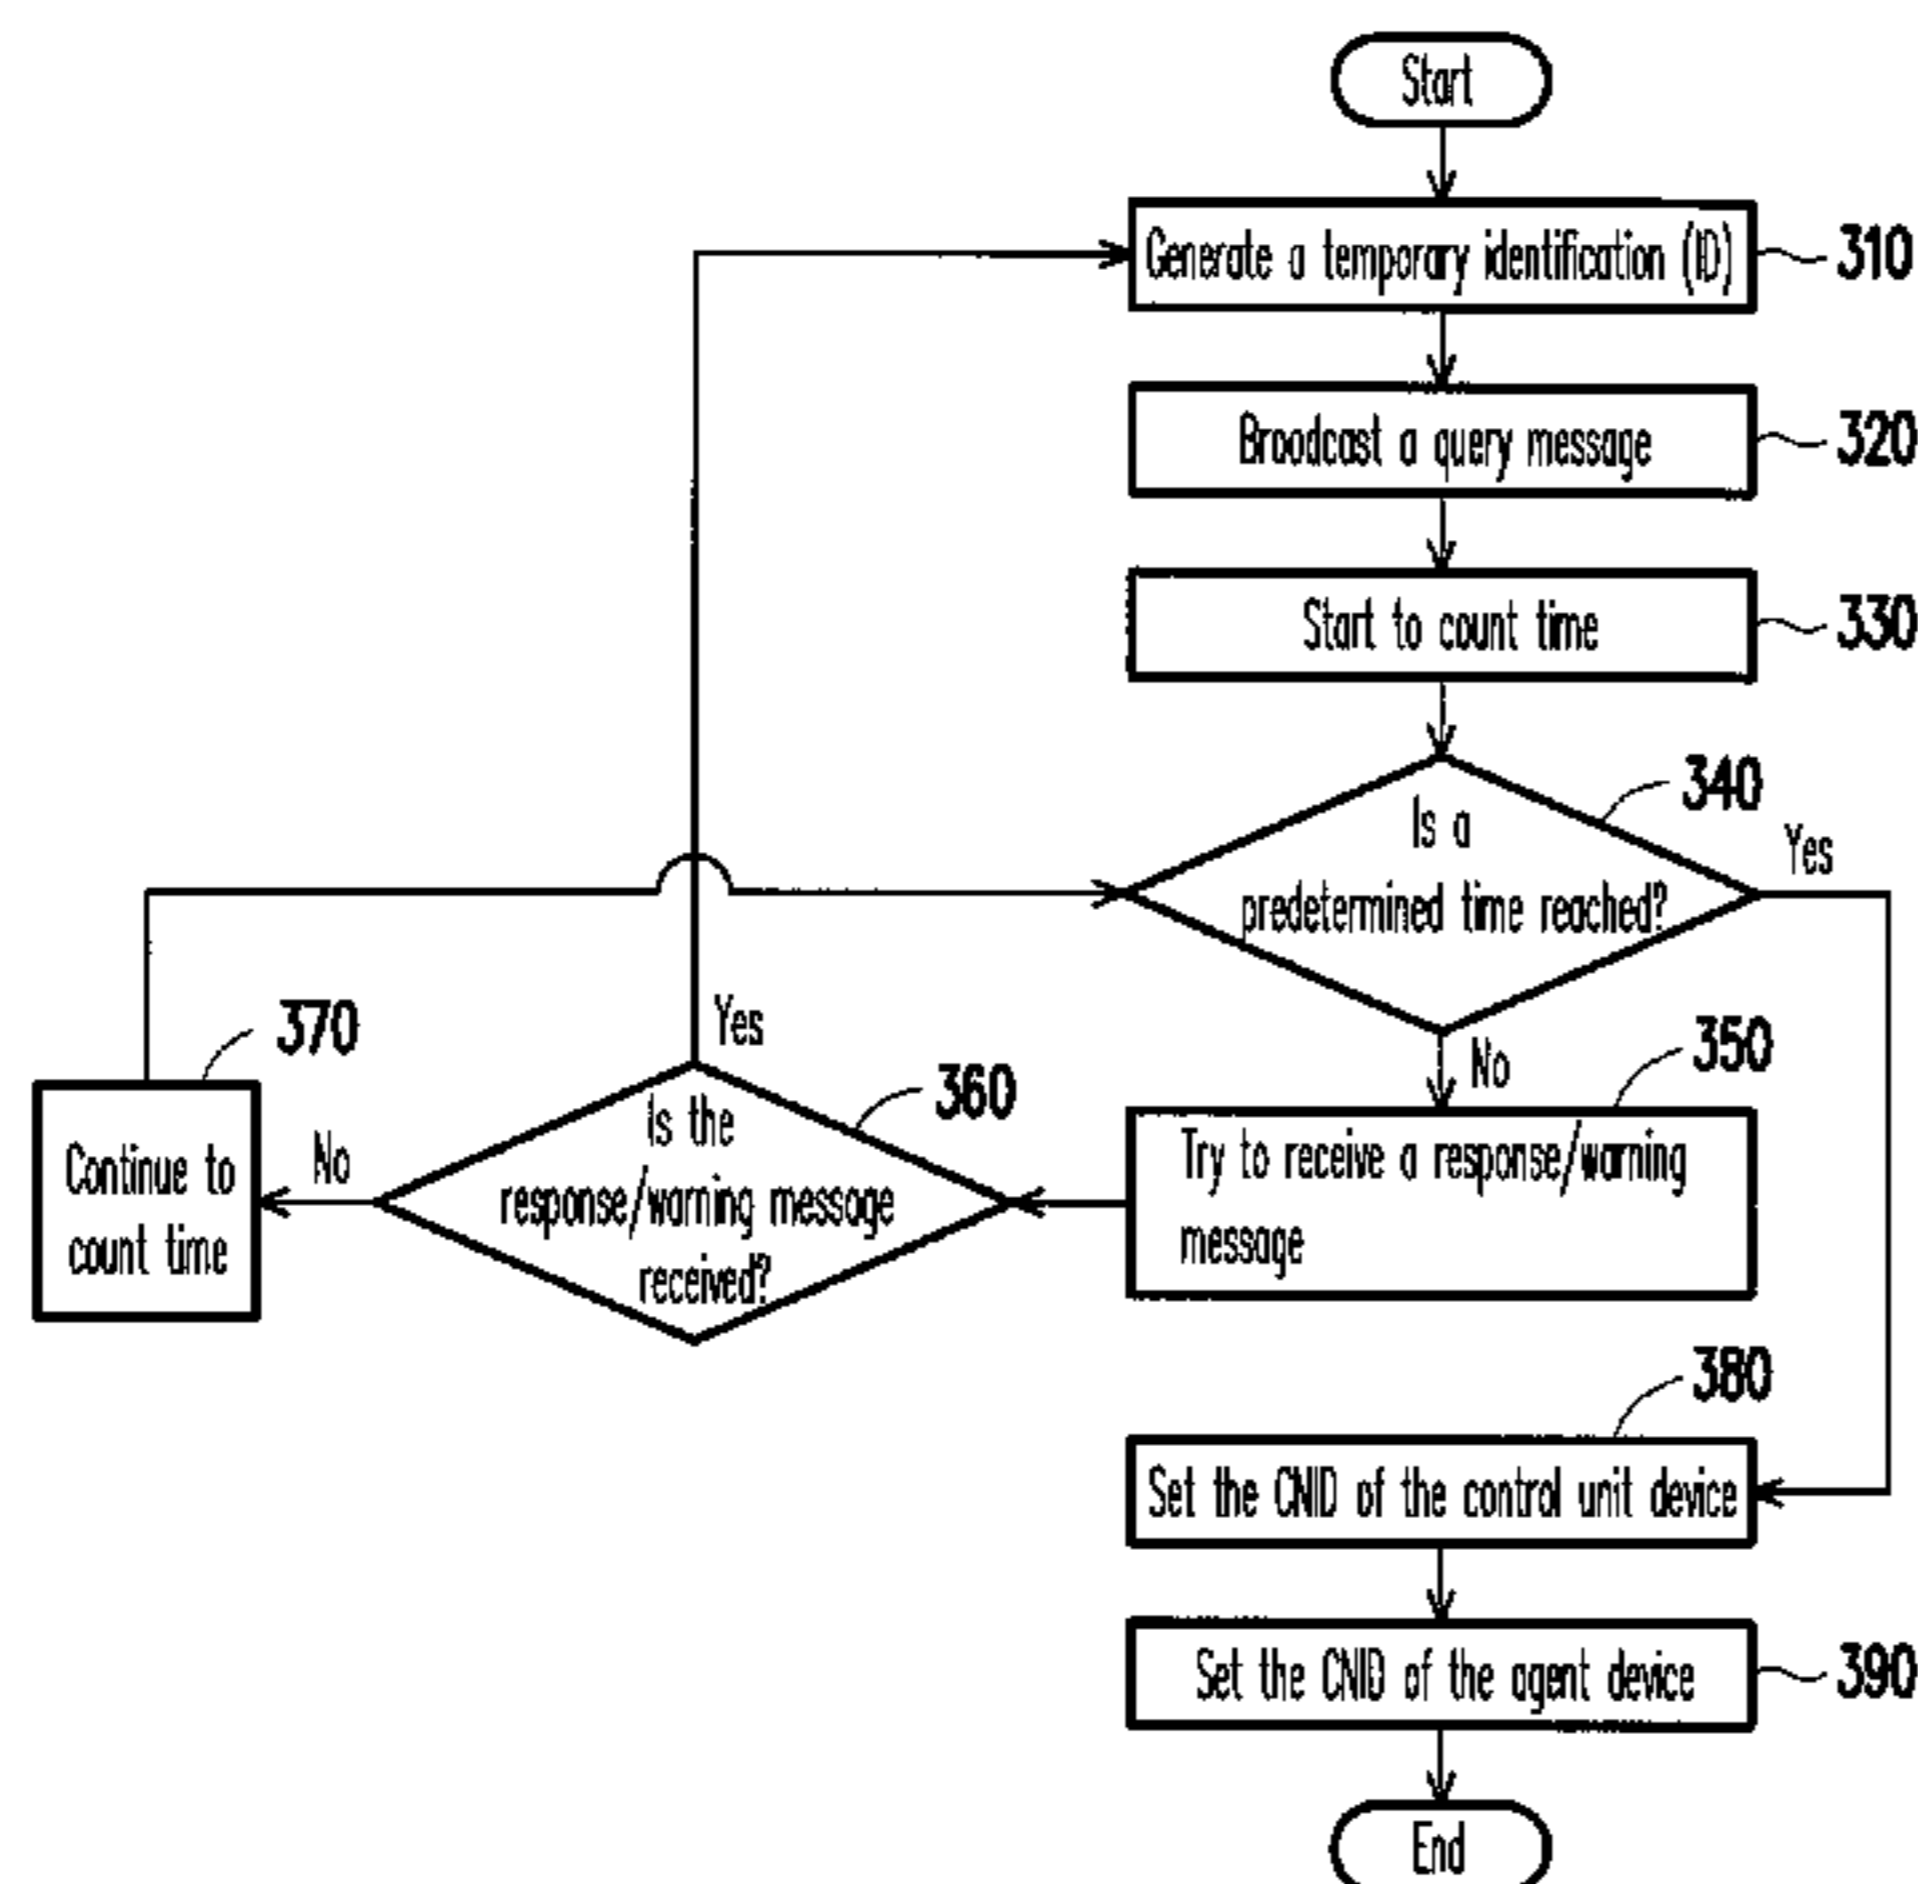 Start
Generate a temporary identification (ID)
310
Broadcast a query message
320
Start to count time
330
340
Is a
predetermined time reached?
Yes
No
350
Try to receive a response/warning
message
360
Is the
response/warning message
received?
Yes
No
370
Continue to
count time
380
Set the CNID of the control unit device
Set the CNID of the agent device
390
End